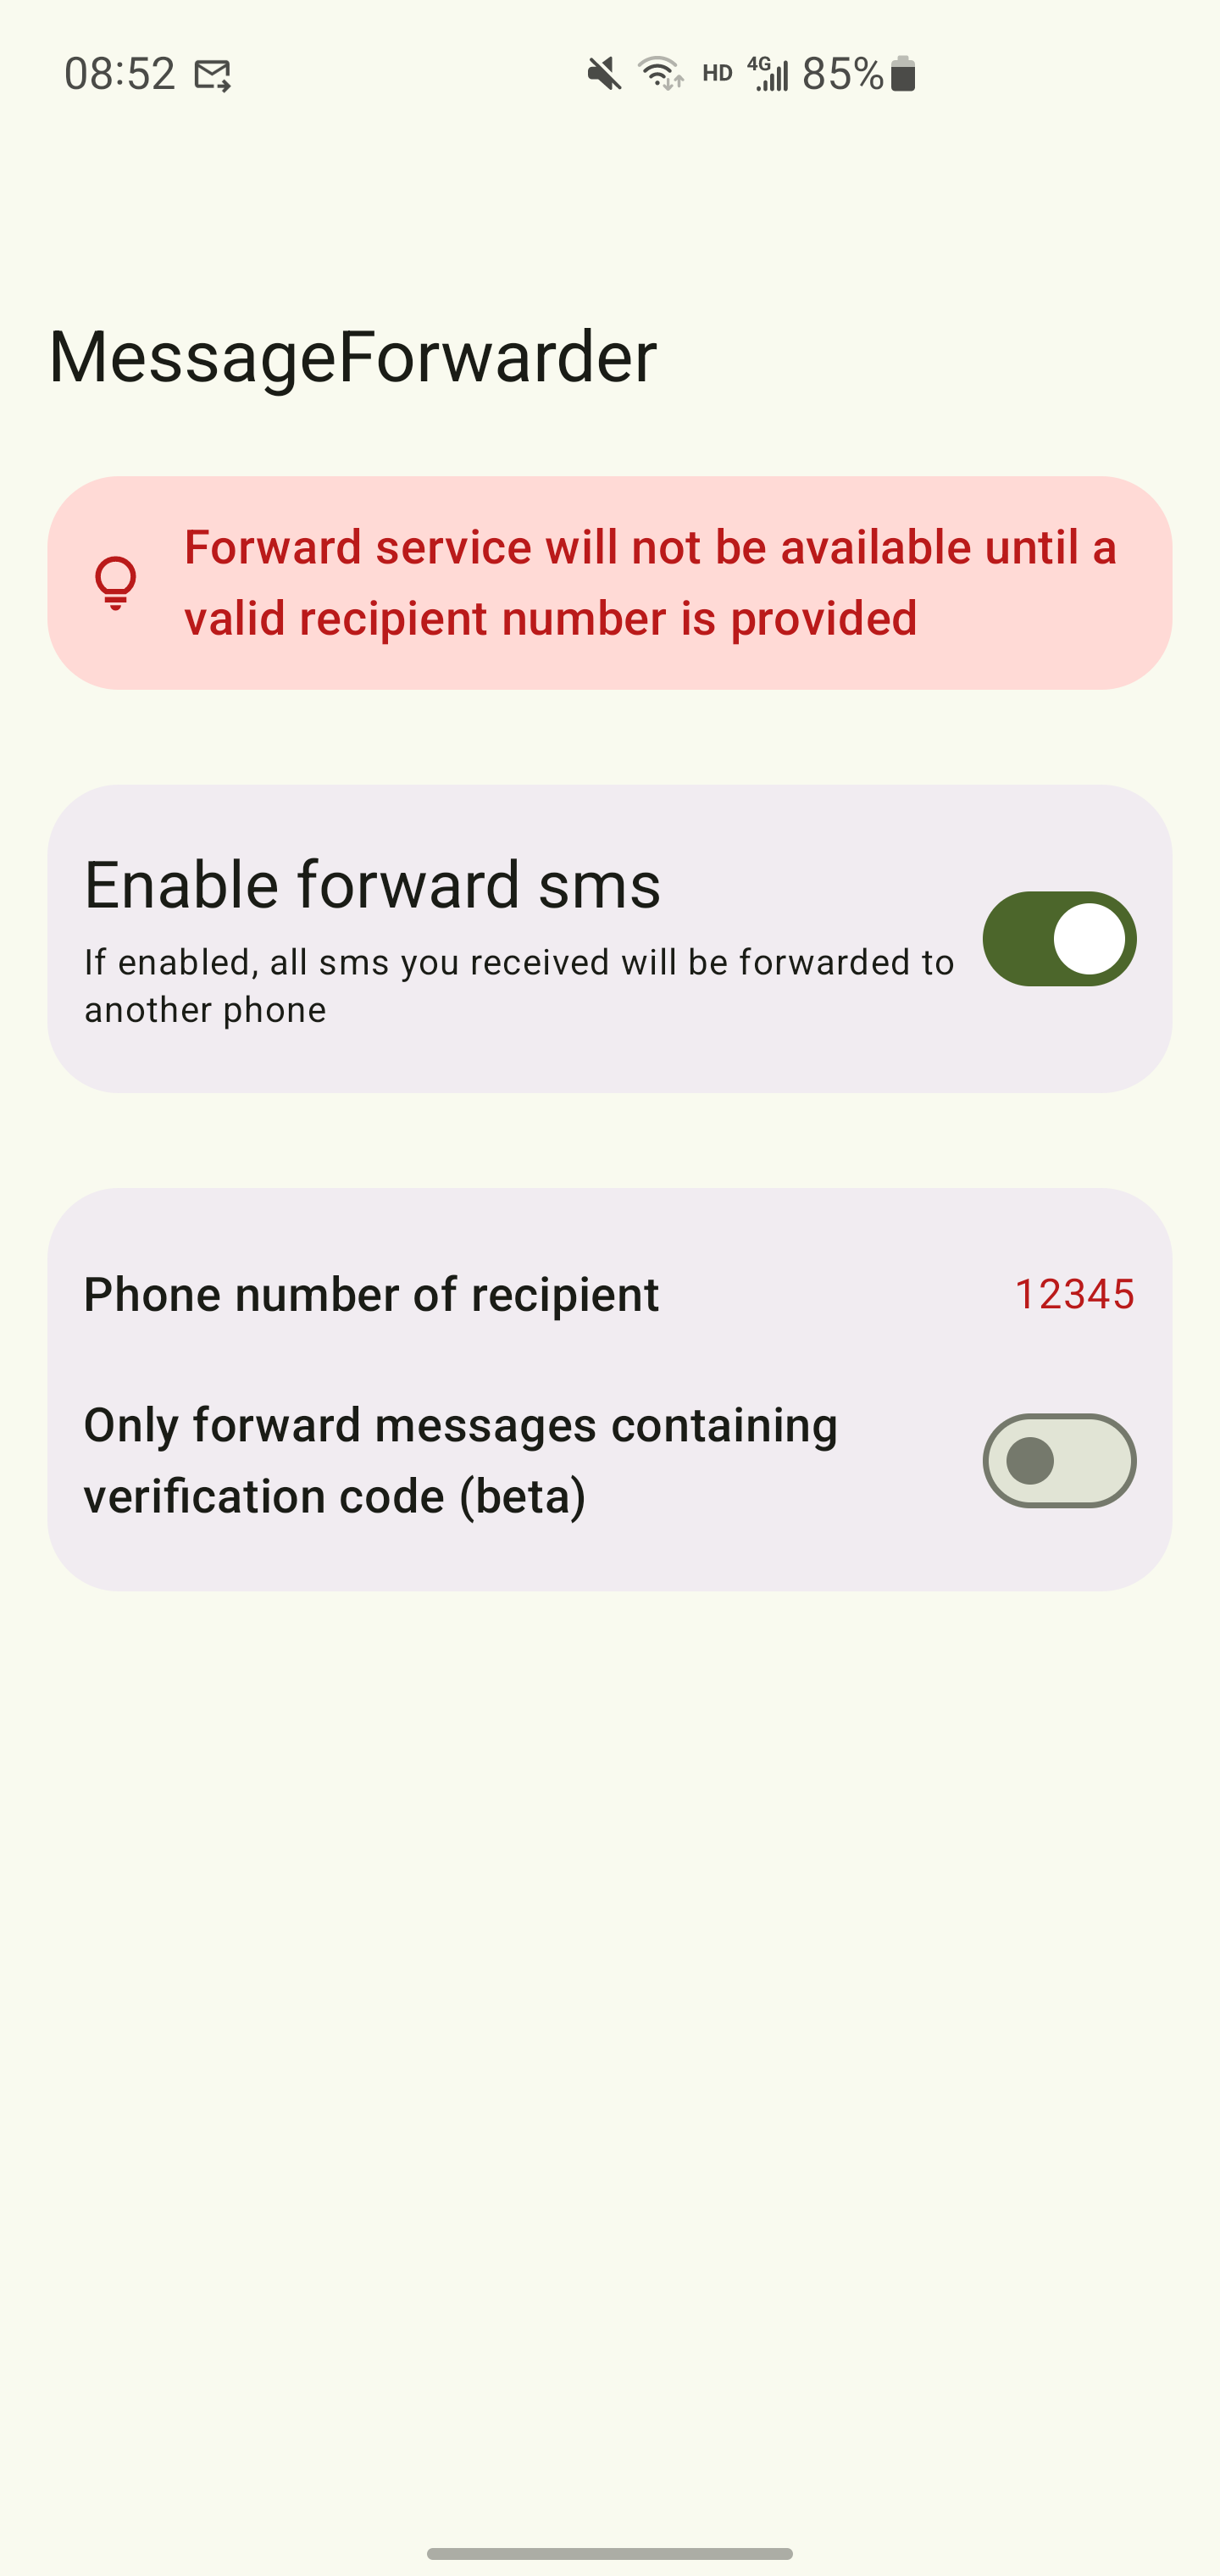 08:52 HD 4G 85%
MessageForwarder
Forward service will not be available until a
valid recipient number is provided
Enable forward sms
If enabled, all sms you received will be forwarded to
another phone
Phone number of recipient 12345
Only forward messages containing
verification code (beta)